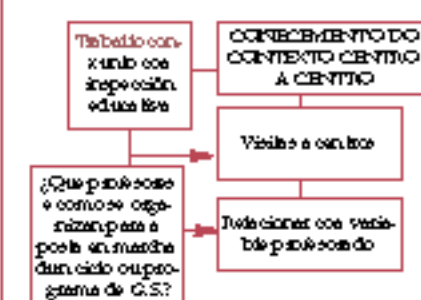 Traballo con-
xunto coa
inspección
educativa
COÑECEMENTO DO
CONTEXTO CENTRO
A CENTRO
Visitas a centros
¿Que profesores
e como se orga-
nizan para a
posta en marcha
dun ciclo ou pro-
grama de G.S.?
Relacionar coa varia-
ble profesorado